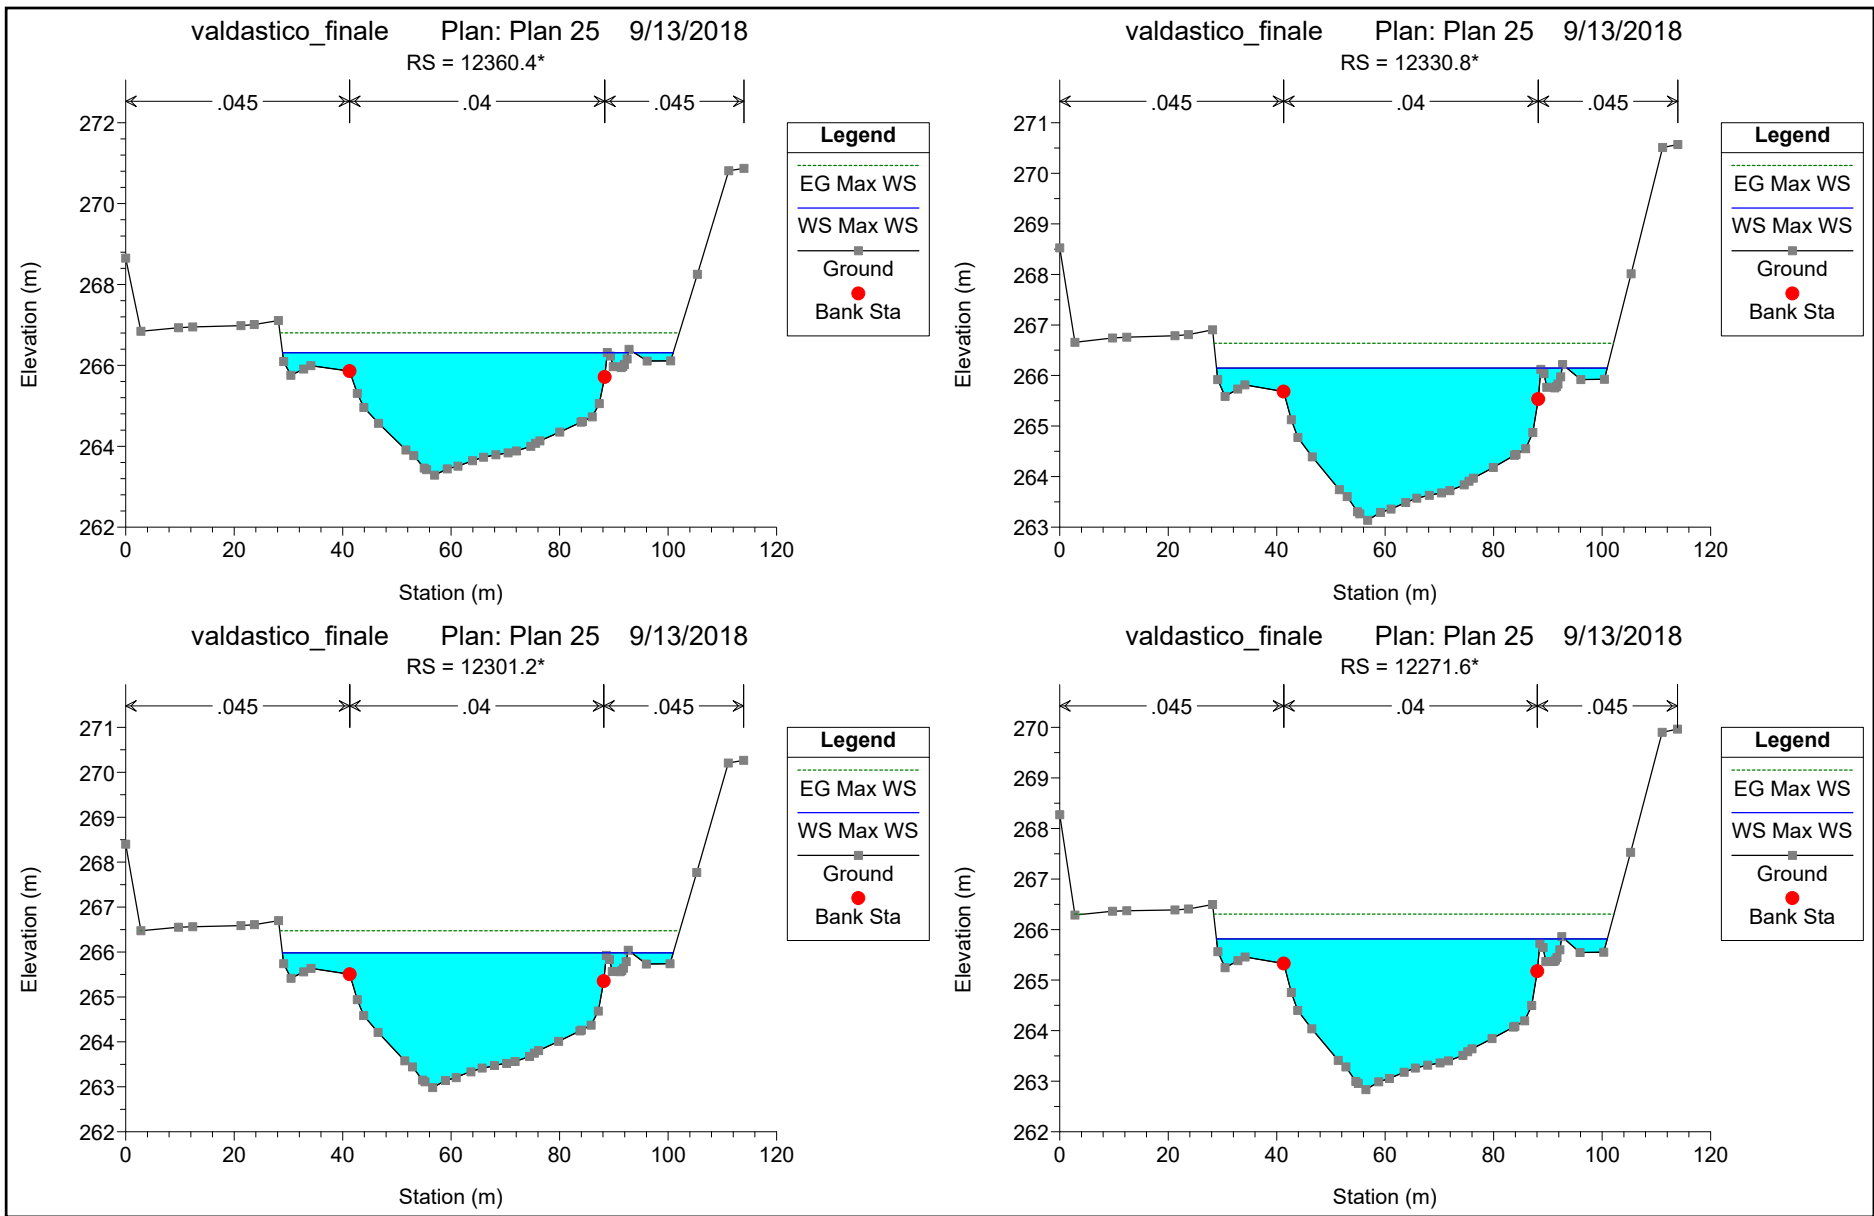 valdastico_finale Plan: Plan 25 9/13/2018
RS = 12360.4*
.045 .04 .045
272
270
268
266
264
262
0 20 40 60 80 100 120
Elevation (m)
Station (m)
Legend
EG Max WS
WS Max WS
Ground
Bank Sta
valdastico_finale Plan: Plan 25 9/13/2018
RS = 12330.8*
.045 .04 .045
271
270
269
268
267
266
265
264
263
0 20 40 60 80 100 120
Elevation (m)
Station (m)
Legend
EG Max WS
WS Max WS
Ground
Bank Sta
valdastico_finale Plan: Plan 25 9/13/2018
RS = 12301.2*
.045 .04 .045
271
270
269
268
267
266
265
264
263
262
0 20 40 60 80 100 120
Elevation (m)
Station (m)
Legend
EG Max WS
WS Max WS
Ground
Bank Sta
valdastico_finale Plan: Plan 25 9/13/2018
RS = 12271.6*
.045 .04 .045
270
269
268
267
266
265
264
263
262
0 20 40 60 80 100 120
Elevation (m)
Station (m)
Legend
EG Max WS
WS Max WS
Ground
Bank Sta